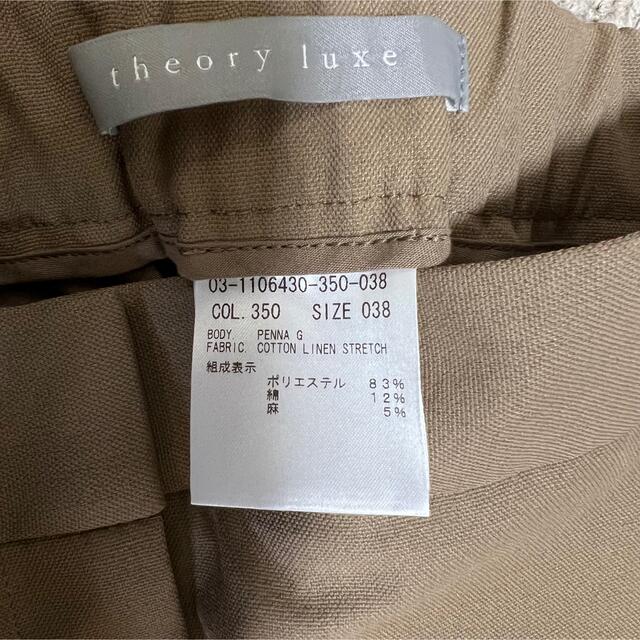 theory luxe
03-1106430-350-038
COL. 350 SIZE 038
BODY. PENNA G
FABRIC. COTTON LINEN STRETCH
組成表示
ポリエステル 83%
綿 12%
麻 5%